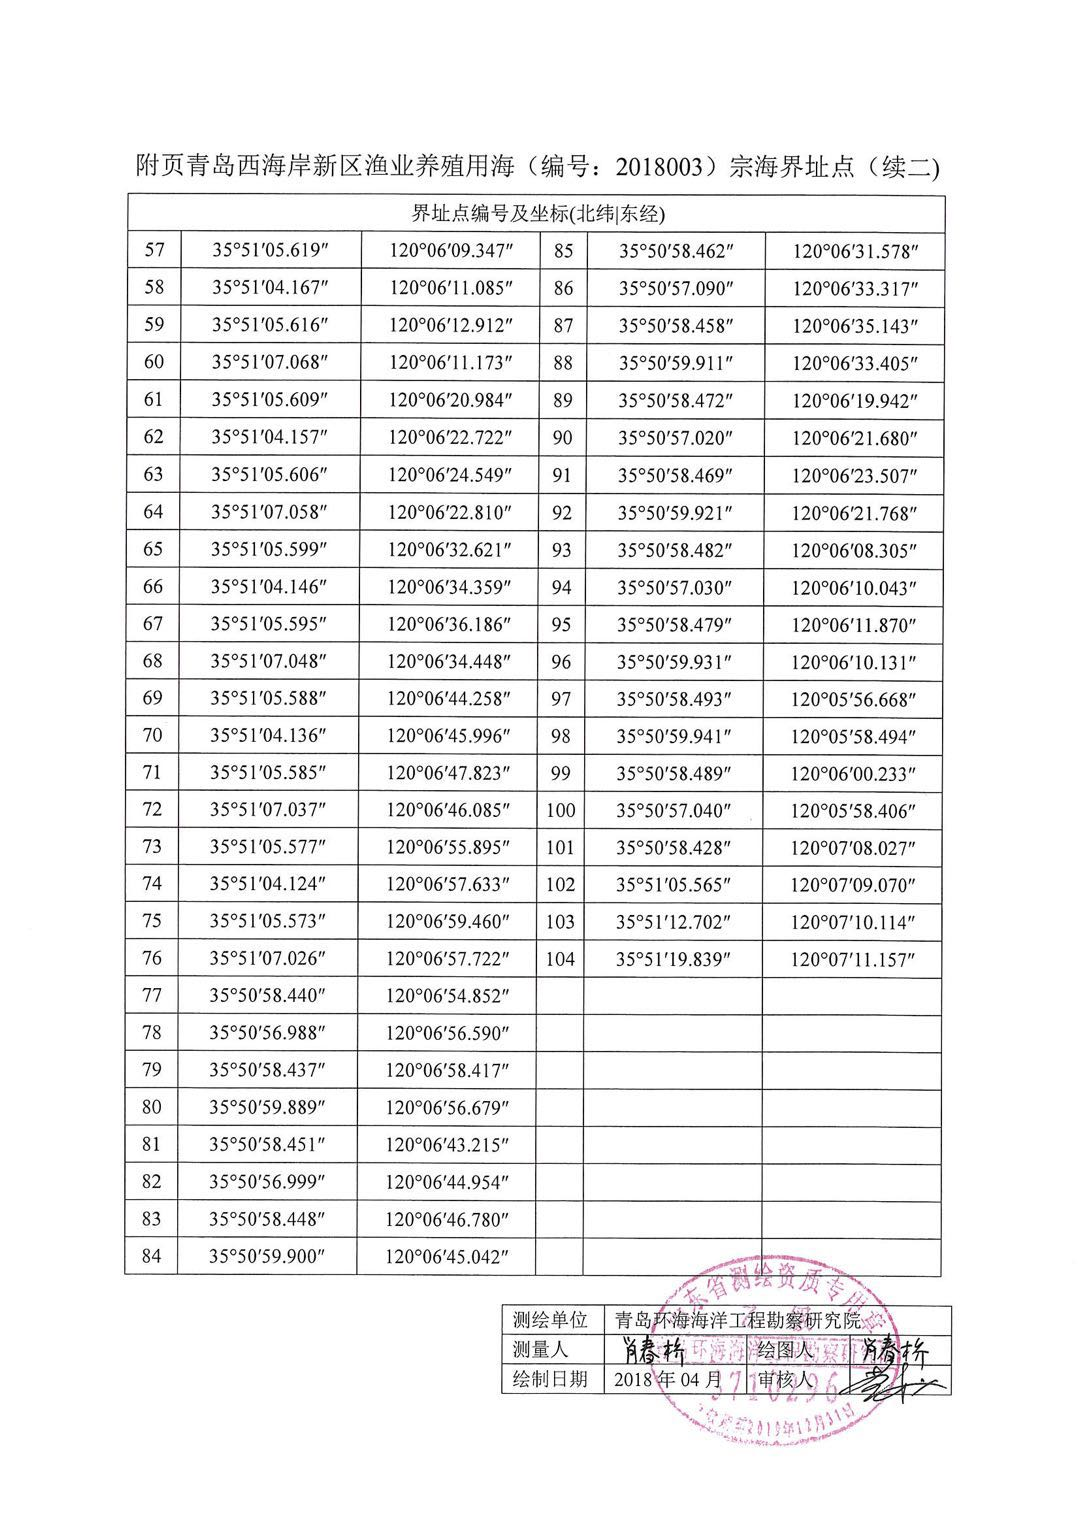 附页青岛西海岸新区渔业养殖用海（编号：2018003）宗海界址点（续二)
界址点编号及坐标(北纬|东经)
57 35°51′05.619″ 120°06′09.347″ 85 35°50′58.462″ 120°06′31.578″
58 35°51′04.167″ 120°06′11.085″ 86 35°50′57.090″ 120°06′33.317″
59 35°51′05.616″ 120°06′12.912″ 87 35°50′58.458″ 120°06′35.143″
60 35°51′07.068″ 120°06′11.173″ 88 35°50′59.911″ 120°06′33.405″
61 35°51′05.609″ 120°06′20.984″ 89 35°50′58.472″ 120°06′19.942″
62 35°51′04.157″ 120°06′22.722″ 90 35°50′57.020″ 120°06′21.680″
63 35°51′05.606″ 120°06′24.549″ 91 35°50′58.469″ 120°06′23.507″
64 35°51′07.058″ 120°06′22.810″ 92 35°50′59.921″ 120°06′21.768″
65 35°51′05.599″ 120°06′32.621″ 93 35°50′58.482″ 120°06′08.305″
66 35°51′04.146″ 120°06′34.359″ 94 35°50′57.030″ 120°06′10.043″
67 35°51′05.595″ 120°06′36.186″ 95 35°50′58.479″ 120°06′11.870″
68 35°51′07.048″ 120°06′34.448″ 96 35°50′59.931″ 120°06′10.131″
69 35°51′05.588″ 120°06′44.258″ 97 35°50′58.493″ 120°05′56.668″
70 35°51′04.136″ 120°06′45.996″ 98 35°50′59.941″ 120°05′58.494″
71 35°51′05.585″ 120°06′47.823″ 99 35°50′58.489″ 120°06′00.233″
72 35°51′07.037″ 120°06′46.085″ 100 35°50′57.040″ 120°05′58.406″
73 35°51′05.577″ 120°06′55.895″ 101 35°50′58.428″ 120°07′08.027″
74 35°51′04.124″ 120°06′57.633″ 102 35°51′05.565″ 120°07′09.070″
75 35°51′05.573″ 120°06′59.460″ 103 35°51′12.702″ 120°07′10.114″
76 35°51′07.026″ 120°06′57.722″ 104 35°51′19.839″ 120°07′11.157″
77 35°50′58.440″ 120°06′54.852″
78 35°50′56.988″ 120°06′56.590″
79 35°50′58.437″ 120°06′58.417″
80 35°50′59.889″ 120°06′56.679″
81 35°50′58.451″ 120°06′43.215″
82 35°50′56.999″ 120°06′44.954″
83 35°50′58.448″ 120°06′46.780″
84 35°50′59.900″ 120°06′45.042″
山东省测绘资质专用章
测绘单位 青岛环海海洋工程勘察研究院
测量人 肖春桥 绘图人 肖春桥
绘制日期 2018 年 04 月 审核人
3710296
2019年12月31日